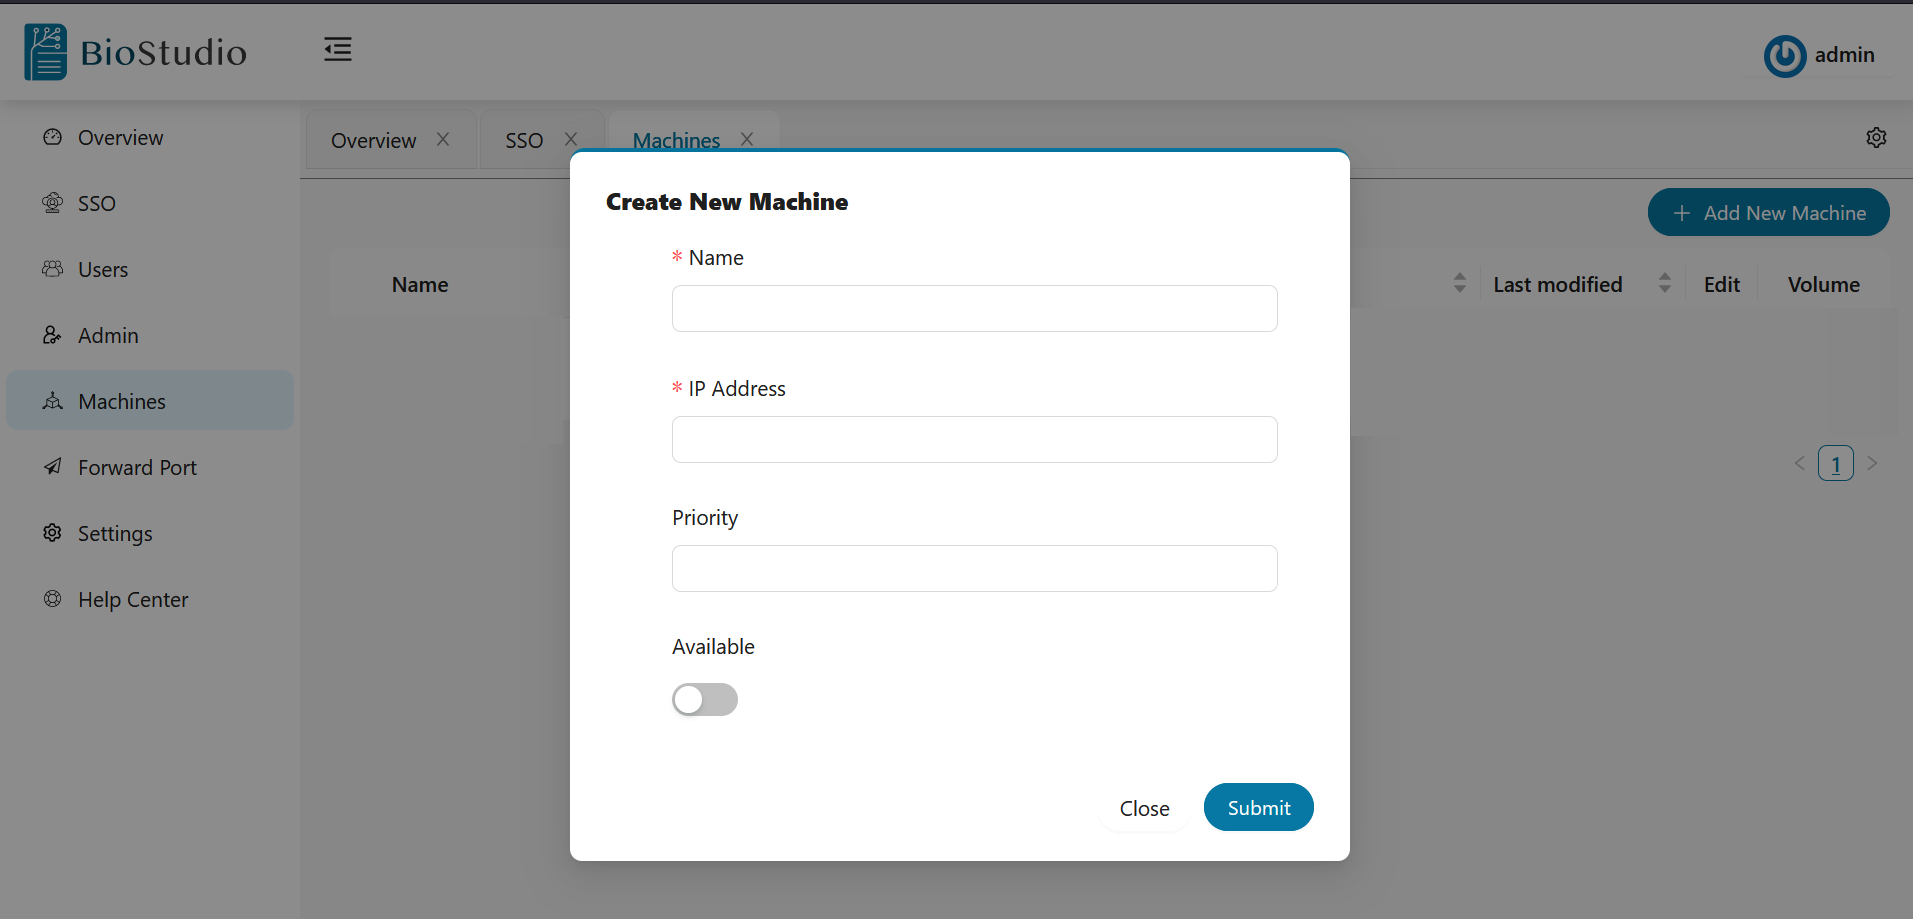 BioStudio
admin
Overview
SSO
Users
Admin
Machines
Forward Port
Settings
Help Center
Overview
SSO
Machines
Add New Machine
Name
Last modified
Edit
Volume
1
Create New Machine
* Name
* IP Address
Priority
Available
Close
Submit